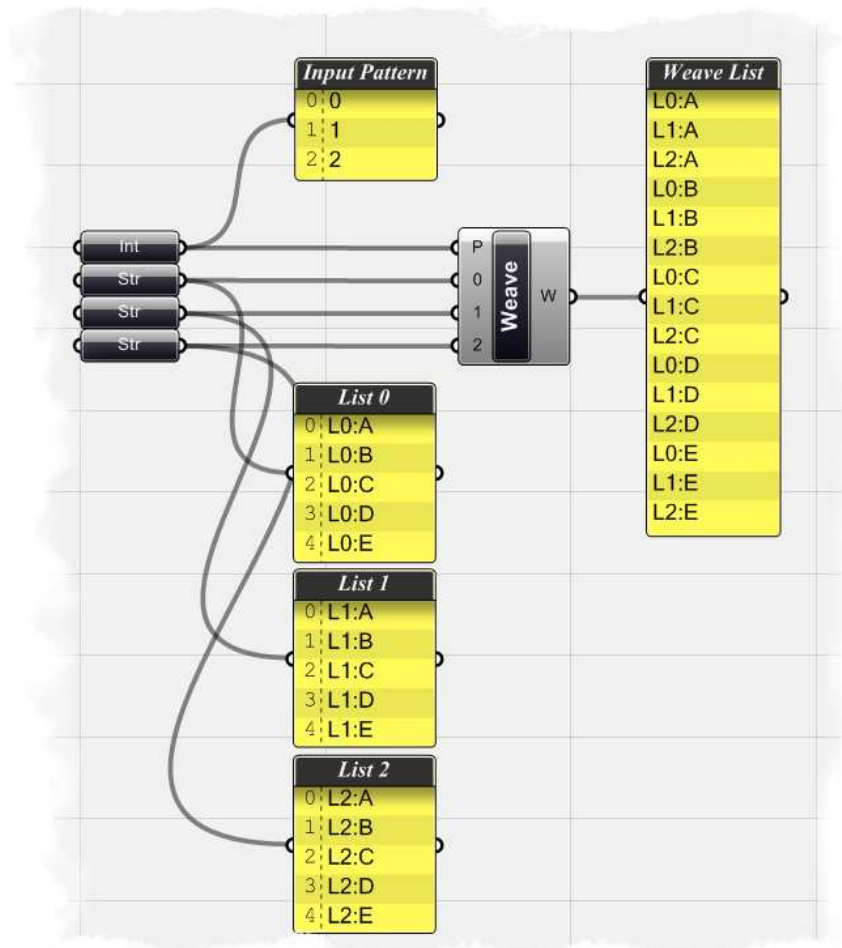 Input Pattern
0 0
1 1
2 2
Weave List
L0:A
L1:A
L2:A
L0:B
L1:B
L2:B
L0:C
L1:C
L2:C
L0:D
L1:D
L2:D
L0:E
L1:E
L2:E
Int
Str
Str
Str
P
0
1
2
Weave
W
List 0
0 L0:A
1 L0:B
2 L0:C
3 L0:D
4 L0:E
List 1
0 L1:A
1 L1:B
2 L1:C
3 L1:D
4 L1:E
List 2
0 L2:A
1 L2:B
2 L2:C
3 L2:D
4 L2:E